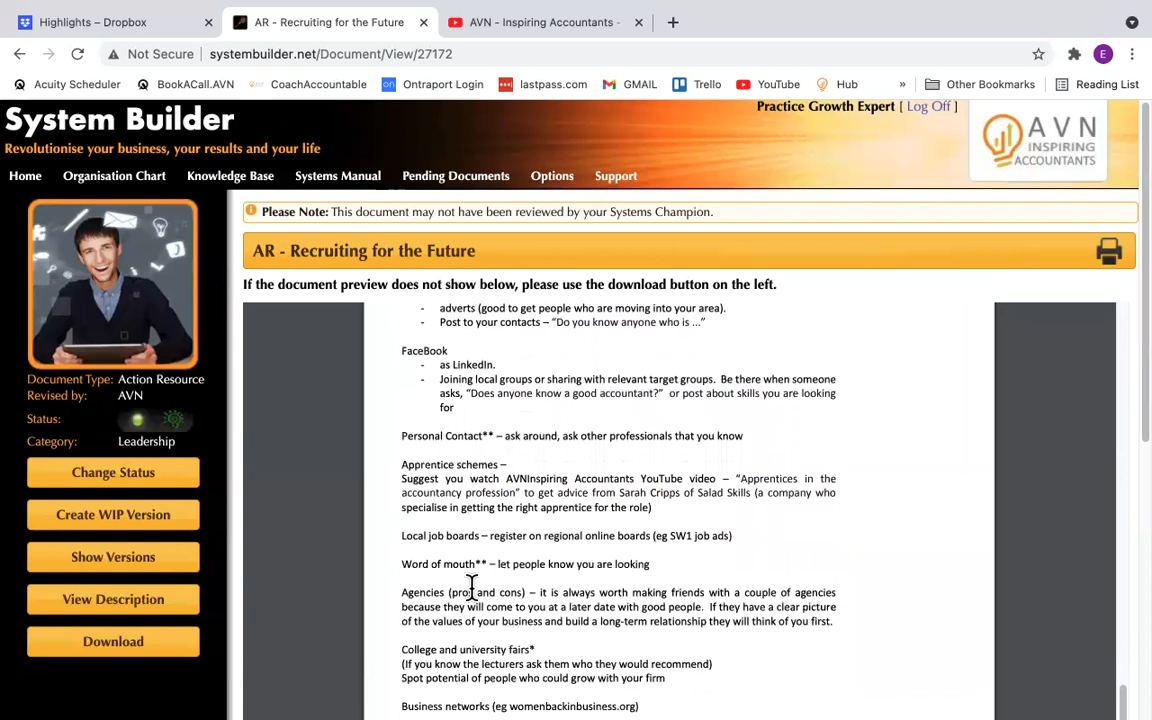 Highlights – Dropbox
AR - Recruiting for the Future
AVN - Inspiring Accountants -
Not Secure systembuilder.net/Document/View/27172
Acuity Scheduler BookACall.AVN CoachAccountable Ontraport Login lastpass.com GMAIL Trello YouTube Hub » Other Bookmarks Reading List
System Builder
Revolutionise your business, your results and your life
Practice Growth Expert [ Log Off ]
AVN
INSPIRING
ACCOUNTANTS
Home Organisation Chart Knowledge Base Systems Manual Pending Documents Options Support
Please Note: This document may not have been reviewed by your Systems Champion.
AR - Recruiting for the Future
If the document preview does not show below, please use the download button on the left.
Document Type: Action Resource
Revised by: AVN
Status:
Category: Leadership
Change Status
Create WIP Version
Show Versions
View Description
Download
- adverts (good to get people who are moving into your area).
- Post to your contacts – “Do you know anyone who is ...”
FaceBook
- as LinkedIn.
- Joining local groups or sharing with relevant target groups. Be there when someone
asks, “Does anyone know a good accountant?” or post about skills you are looking
for
Personal Contact** – ask around, ask other professionals that you know
Apprentice schemes –
Suggest you watch AVNInspiring Accountants YouTube video – “Apprentices in the
accountancy profession” to get advice from Sarah Cripps of Salad Skills (a company who
specialise in getting the right apprentice for the role)
Local job boards – register on regional online boards (eg SW1 job ads)
Word of mouth** – let people know you are looking
Agencies (pros and cons) – it is always worth making friends with a couple of agencies
because they will come to you at a later date with good people. If they have a clear picture
of the values of your business and build a long-term relationship they will think of you first.
College and university fairs*
(If you know the lecturers ask them who they would recommend)
Spot potential of people who could grow with your firm
Business networks (eg womenbackinbusiness.org)
E